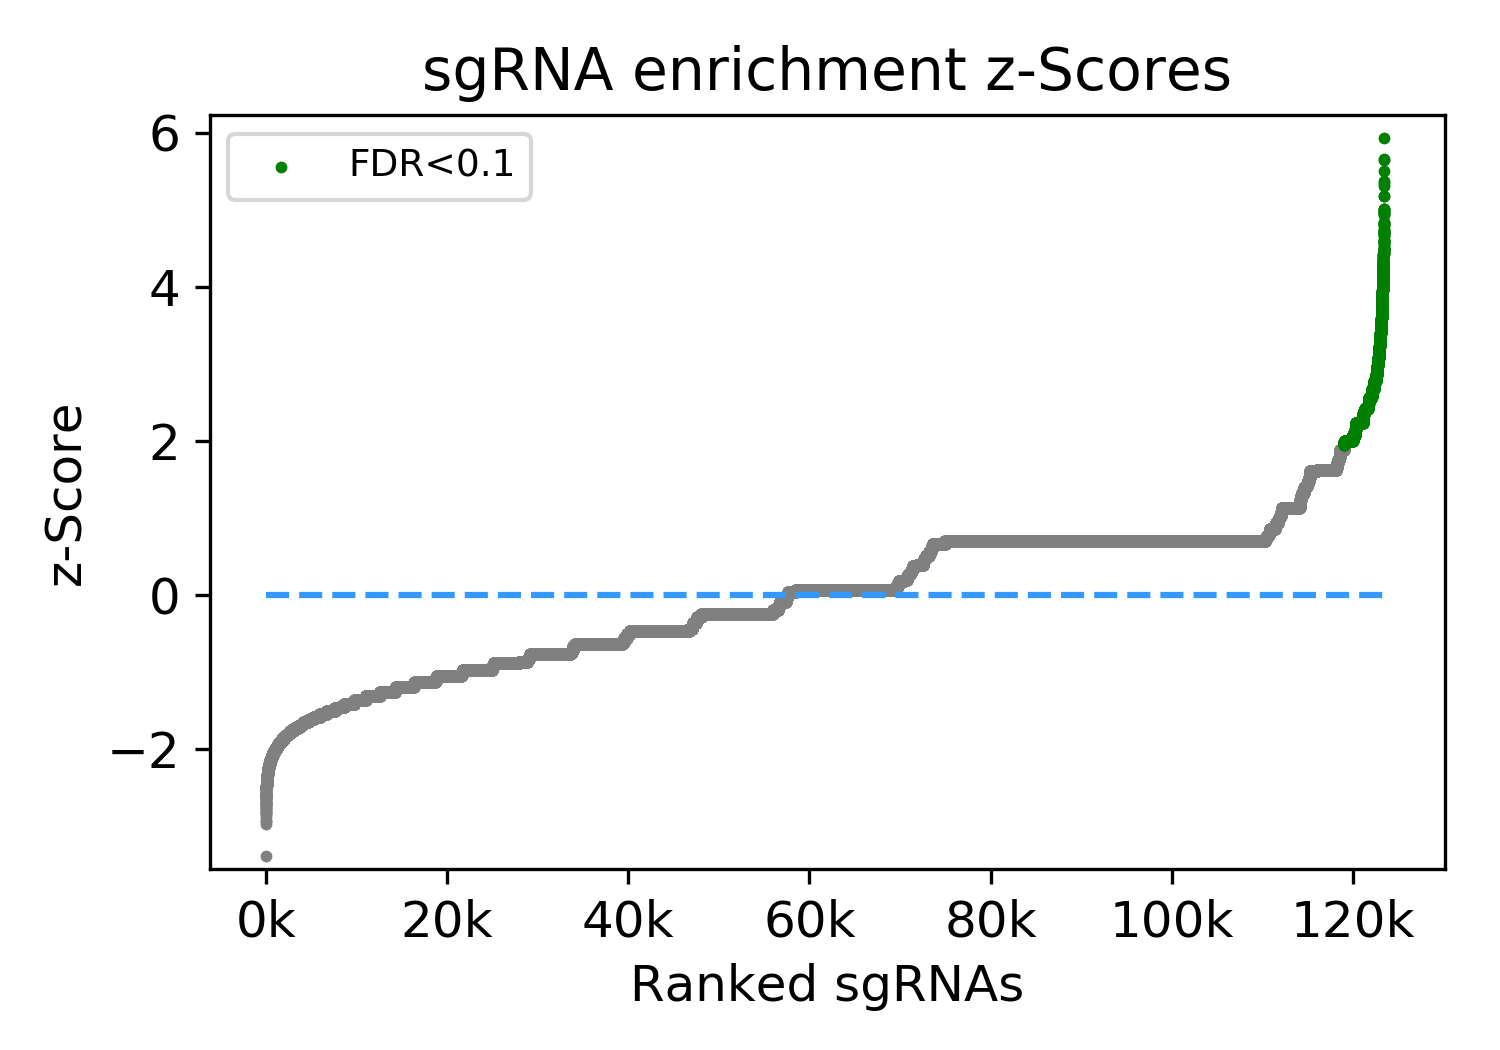 sgRNA enrichment z-Scores
FDR<0.1
6
4
2
0
−2
z-Score
0k 20k 40k 60k 80k 100k 120k
Ranked sgRNAs